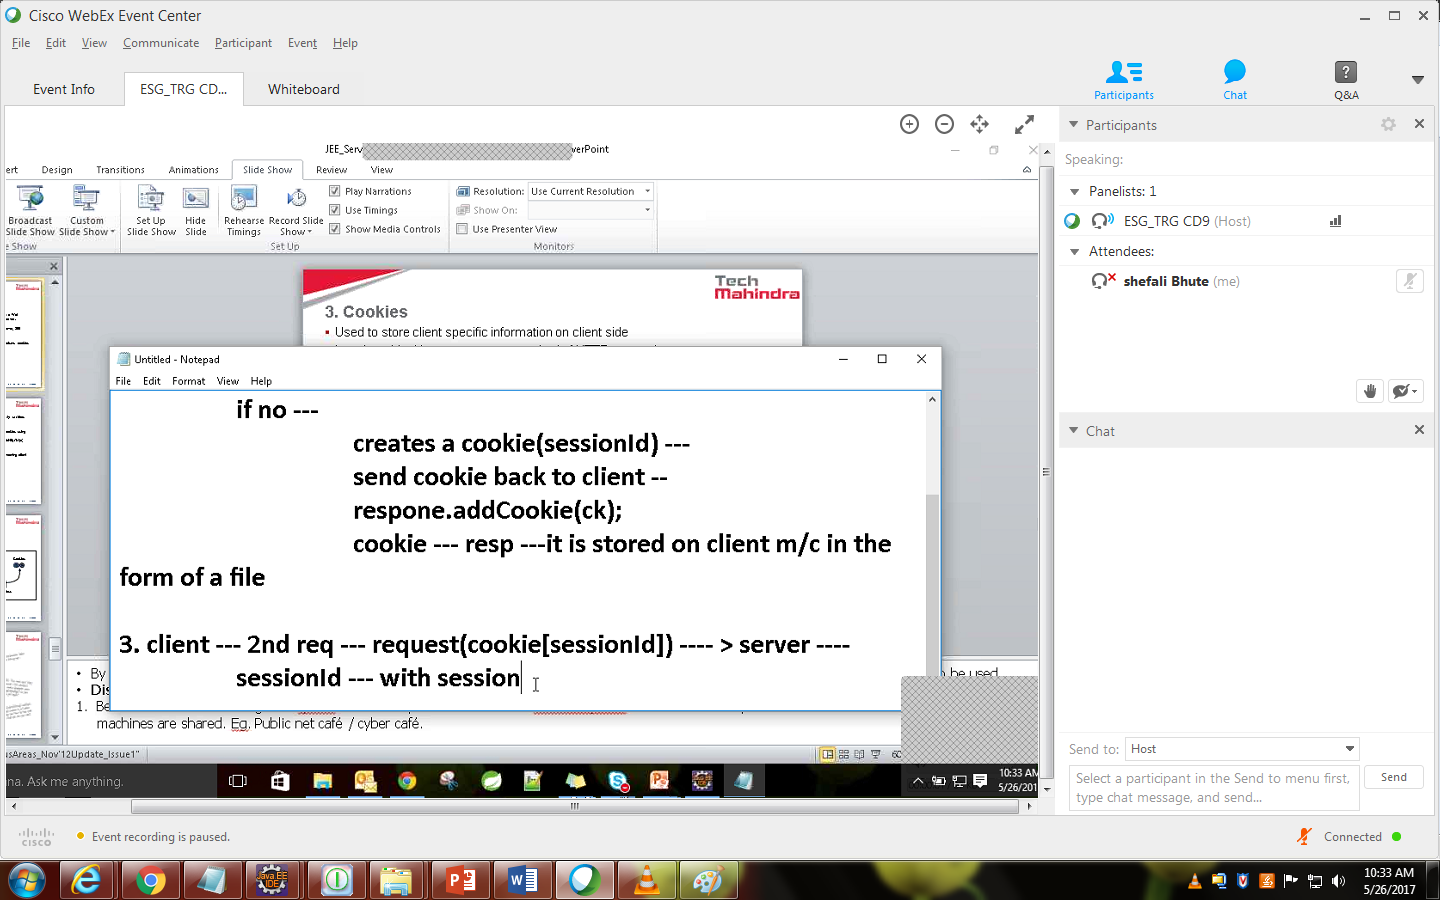 Cisco WebEx Event Center
File Edit View Communicate Participant Event Help
Event Info ESG_TRG CD... Whiteboard
Participants Chat Q&A
JEE_Serv verPoint
ert Design Transitions Animations Slide Show Review View
Broadcast Slide Show
Custom Slide Show
Set Up Slide Show
Hide Slide
Rehearse Timings
Record Slide Show
Play Narrations
Use Timings
Show Media Controls
Resolution: Use Current Resolution
Show On:
Use Presenter View
e Show Set Up Monitors
Tech
Mahindra
3. Cookies
Used to store client specific information on client side
Untitled - Notepad
File Edit Format View Help
if no ---
creates a cookie(sessionId) ---
send cookie back to client --
respone.addCookie(ck);
cookie --- resp ---it is stored on client m/c in the
form of a file
3. client --- 2nd req --- request(cookie[sessionId]) ---- > server ----
sessionId --- with session
• By
be used
• Dis
1. Be
machines are shared. Eg. Public net café / cyber café.
usAreas_Nov'12Update_Issue1"
60
na. Ask me anything.
10:33 AM
5/26/201
Participants
Speaking:
Panelists: 1
ESG_TRG CD9 (Host)
Attendees:
shefali Bhute (me)
Chat
Send to: Host
Select a participant in the Send to menu first,
type chat message, and send...
Send
CISCO
Event recording is paused.
Connected
Java EE
IDE
10:33 AM
5/26/2017